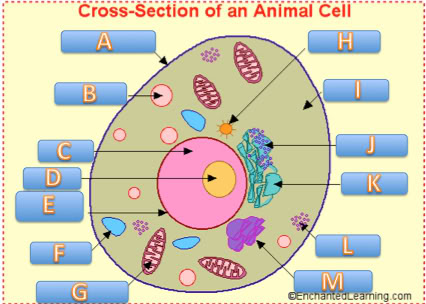 Cross-Section of an Animal Cell
A
H
B
I
C
J
D
K
E
F
L
G
M
©EnchantedLearning.com